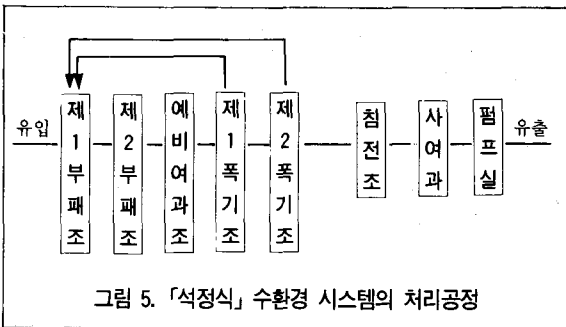 유입
제1부패조
제2부패조
예비여과조
제1폭기조
제2폭기조
침전조
사여과
펌프실
유출
그림 5. 「석정식」 수환경 시스템의 처리공정